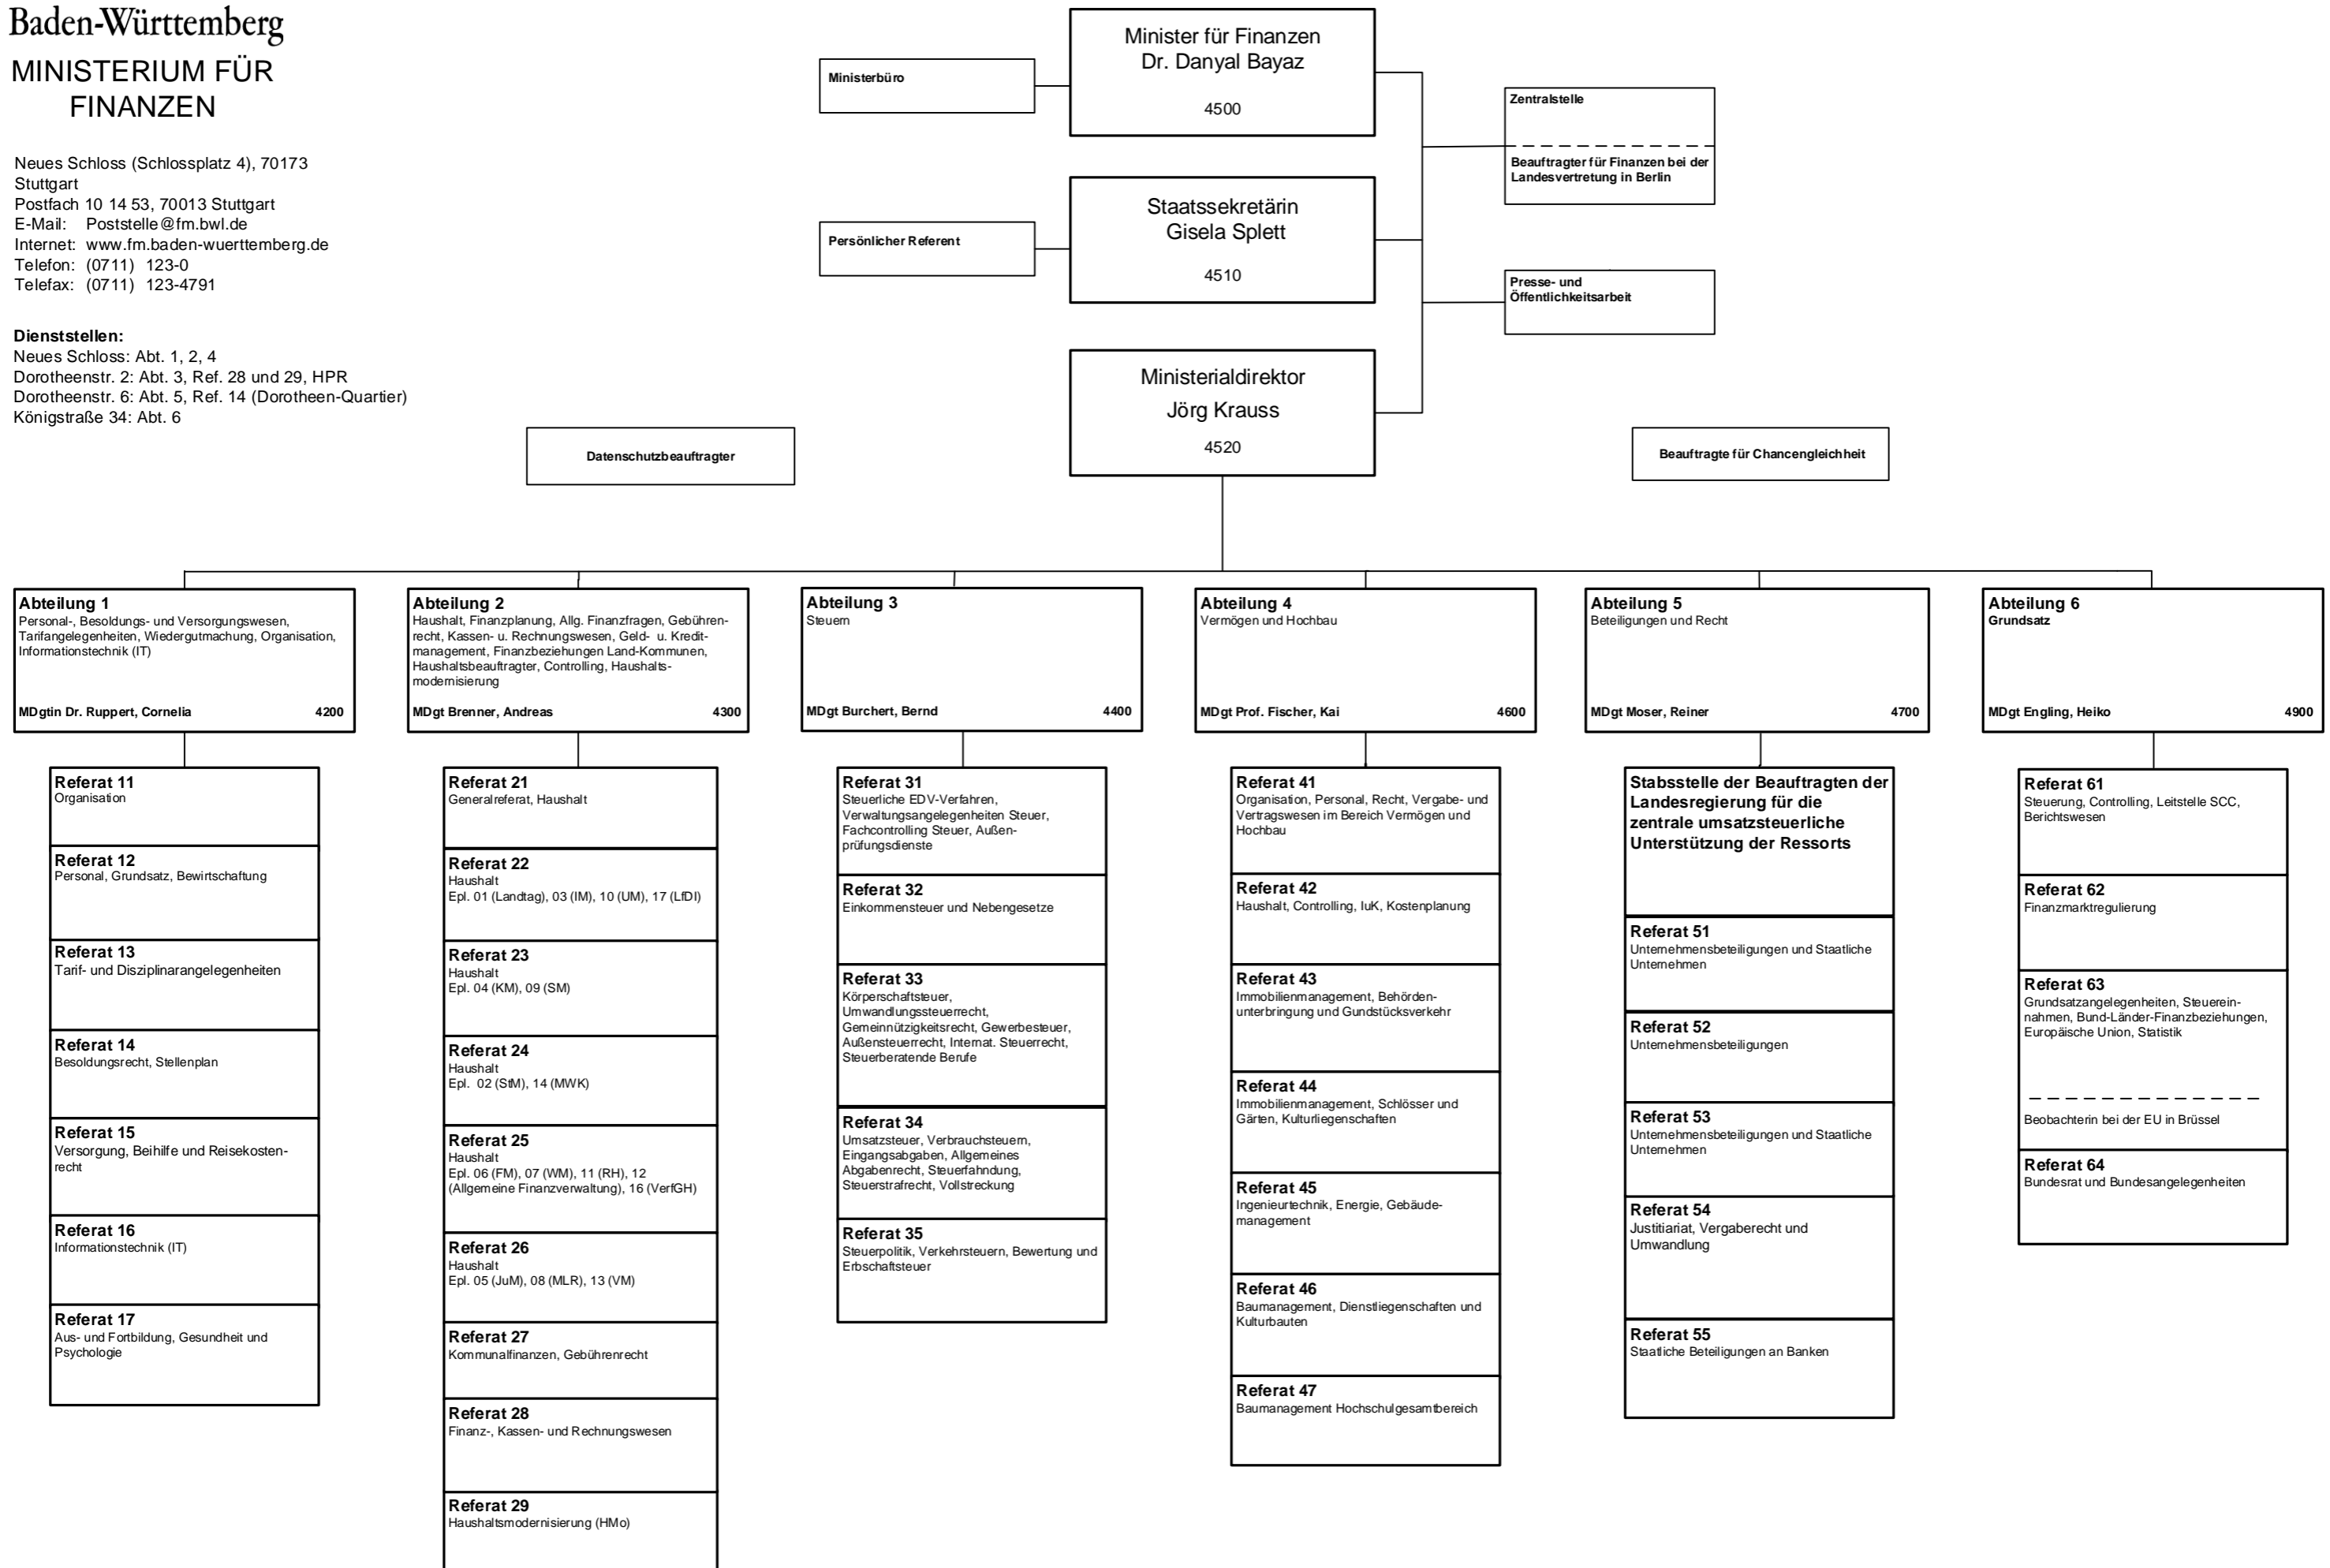 Baden-Württemberg
MINISTERIUM FÜR
FINANZEN
Neues Schloss (Schlossplatz 4), 70173
Stuttgart
Postfach 10 14 53, 70013 Stuttgart
E-Mail: Poststelle@fm.bwl.de
Internet: www.fm.baden-wuerttemberg.de
Telefon: (0711) 123-0
Telefax: (0711) 123-4791
Dienststellen:
Neues Schloss: Abt. 1, 2, 4
Dorotheenstr. 2: Abt. 3, Ref. 28 und 29, HPR
Dorotheenstr. 6: Abt. 5, Ref. 14 (Dorotheen-Quartier)
Königstraße 34: Abt. 6
Ministerbüro
Minister für Finanzen
Dr. Danyal Bayaz
4500
Zentralstelle
Beauftragter für Finanzen bei der
Landesvertretung in Berlin
Persönlicher Referent
Staatssekretärin
Gisela Splett
4510
Presse- und
Öffentlichkeitsarbeit
Ministerialdirektor
Jörg Krauss
4520
Datenschutzbeauftragter
Beauftragte für Chancengleichheit
Abteilung 1
Personal-, Besoldungs- und Versorgungswesen,
Tarifangelegenheiten, Wiedergutmachung, Organisation,
Informationstechnik (IT)
MDgtin Dr. Ruppert, Cornelia 4200
Referat 11
Organisation
Referat 12
Personal, Grundsatz, Bewirtschaftung
Referat 13
Tarif- und Disziplinarangelegenheiten
Referat 14
Besoldungsrecht, Stellenplan
Referat 15
Versorgung, Beihilfe und Reisekosten-
recht
Referat 16
Informationstechnik (IT)
Referat 17
Aus- und Fortbildung, Gesundheit und
Psychologie
Abteilung 2
Haushalt, Finanzplanung, Allg. Finanzfragen, Gebühren-
recht, Kassen- u. Rechnungswesen, Geld- u. Kredit-
management, Finanzbeziehungen Land-Kommunen,
Haushaltsbeauftragter, Controlling, Haushalts-
modernisierung
MDgt Brenner, Andreas 4300
Referat 21
Generalreferat, Haushalt
Referat 22
Haushalt
Epl. 01 (Landtag), 03 (IM), 10 (UM), 17 (LfDI)
Referat 23
Haushalt
Epl. 04 (KM), 09 (SM)
Referat 24
Haushalt
Epl. 02 (StM), 14 (MWK)
Referat 25
Haushalt
Epl. 06 (FM), 07 (WM), 11 (RH), 12
(Allgemeine Finanzverwaltung), 16 (VerfGH)
Referat 26
Haushalt
Epl. 05 (JuM), 08 (MLR), 13 (VM)
Referat 27
Kommunalfinanzen, Gebührenrecht
Referat 28
Finanz-, Kassen- und Rechnungswesen
Referat 29
Haushaltsmodernisierung (HMo)
Abteilung 3
Steuern
MDgt Burchert, Bernd 4400
Referat 31
Steuerliche EDV-Verfahren,
Verwaltungsangelegenheiten Steuer,
Fachcontrolling Steuer, Außen-
prüfungsdienste
Referat 32
Einkommensteuer und Nebengesetze
Referat 33
Körperschaftsteuer,
Umwandlungssteuerrecht,
Gemeinnützigkeitsrecht, Gewerbesteuer,
Außensteuerrecht, Internat. Steuerrecht,
Steuerberatende Berufe
Referat 34
Umsatzsteuer, Verbrauchsteuern,
Eingangsabgaben, Allgemeines
Abgabenrecht, Steuerfahndung,
Steuerstrafrecht, Vollstreckung
Referat 35
Steuerpolitik, Verkehrsteuern, Bewertung und
Erbschaftsteuer
Abteilung 4
Vermögen und Hochbau
MDgt Prof. Fischer, Kai 4600
Referat 41
Organisation, Personal, Recht, Vergabe- und
Vertragswesen im Bereich Vermögen und
Hochbau
Referat 42
Haushalt, Controlling, IuK, Kostenplanung
Referat 43
Immobilienmanagement, Behörden-
unterbringung und Gundstücksverkehr
Referat 44
Immobilienmanagement, Schlösser und
Gärten, Kulturliegenschaften
Referat 45
Ingenieurtechnik, Energie, Gebäude-
management
Referat 46
Baumanagement, Dienstliegenschaften und
Kulturbauten
Referat 47
Baumanagement Hochschulgesamtbereich
Abteilung 5
Beteiligungen und Recht
MDgt Moser, Reiner 4700
Stabsstelle der Beauftragten der
Landesregierung für die
zentrale umsatzsteuerliche
Unterstützung der Ressorts
Referat 51
Unternehmensbeteiligungen und Staatliche
Unternehmen
Referat 52
Unternehmensbeteiligungen
Referat 53
Unternehmensbeteiligungen und Staatliche
Unternehmen
Referat 54
Justitiariat, Vergaberecht und
Umwandlung
Referat 55
Staatliche Beteiligungen an Banken
Abteilung 6
Grundsatz
MDgt Engling, Heiko 4900
Referat 61
Steuerung, Controlling, Leitstelle SCC,
Berichtswesen
Referat 62
Finanzmarktregulierung
Referat 63
Grundsatzangelegenheiten, Steuerein-
nahmen, Bund-Länder-Finanzbeziehungen,
Europäische Union, Statistik
Beobachterin bei der EU in Brüssel
Referat 64
Bundesrat und Bundesangelegenheiten